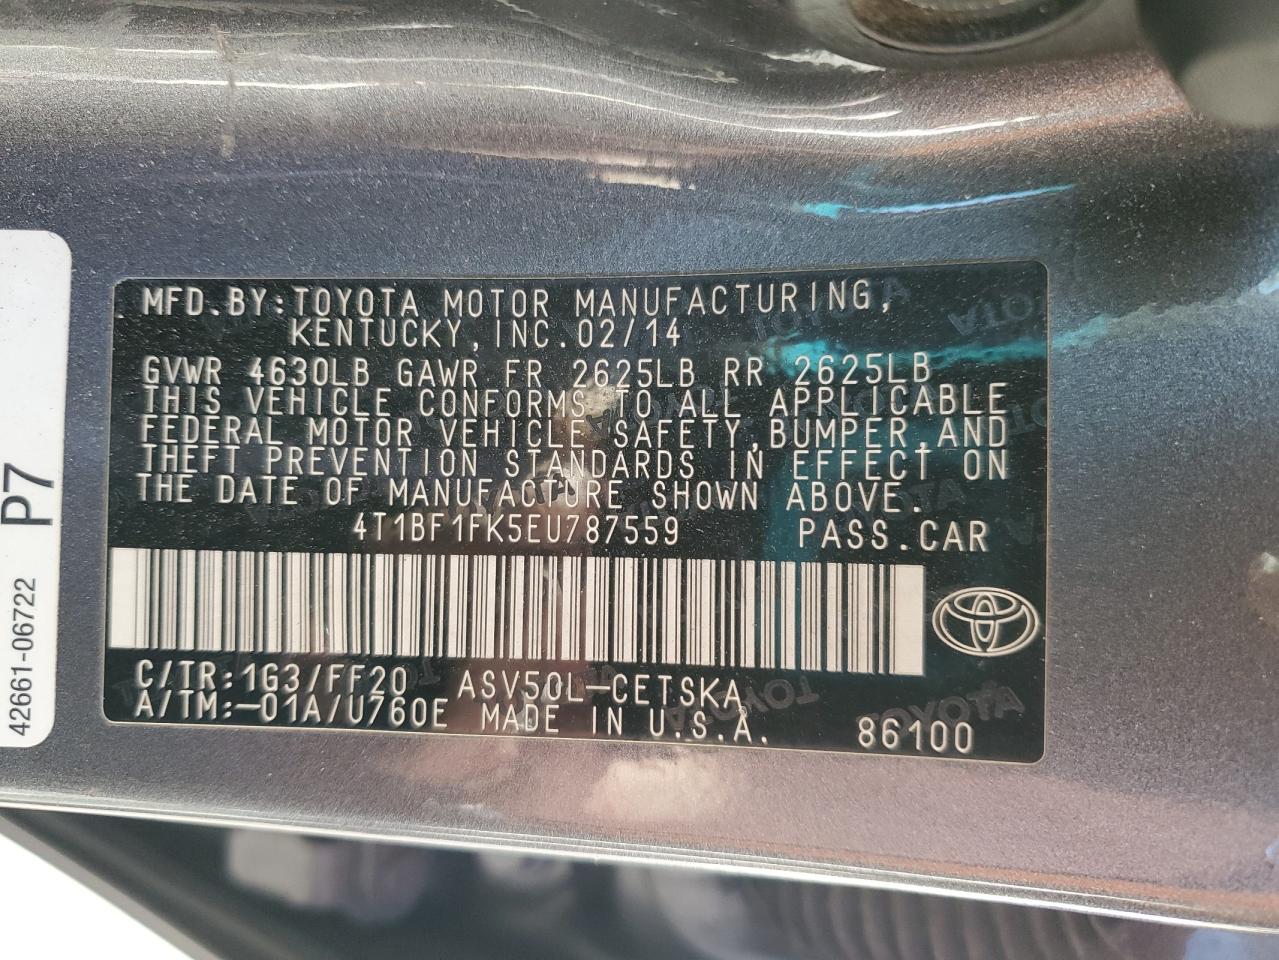 MFD.BY:TOYOTA MOTOR MANUFACTURING,
KENTUCKY,INC.02/14
GVWR 4630LB GAWR FR 2625LB RR 2625LB
THIS VEHICLE CONFORMS TO ALL APPLICABLE
FEDERAL MOTOR VEHICLE SAFETY,BUMPER,AND
THEFT PREVENTION STANDARDS IN EFFECT ON
THE DATE OF MANUFACTURE SHOWN ABOVE.
4T1BF1FK5EU787559 PASS.CAR
C/TR:1G3/FF20 ASV50L-CETSKA
A/TM:-01A/U760E MADE IN U.S.A. 86100
P7
42661-06722